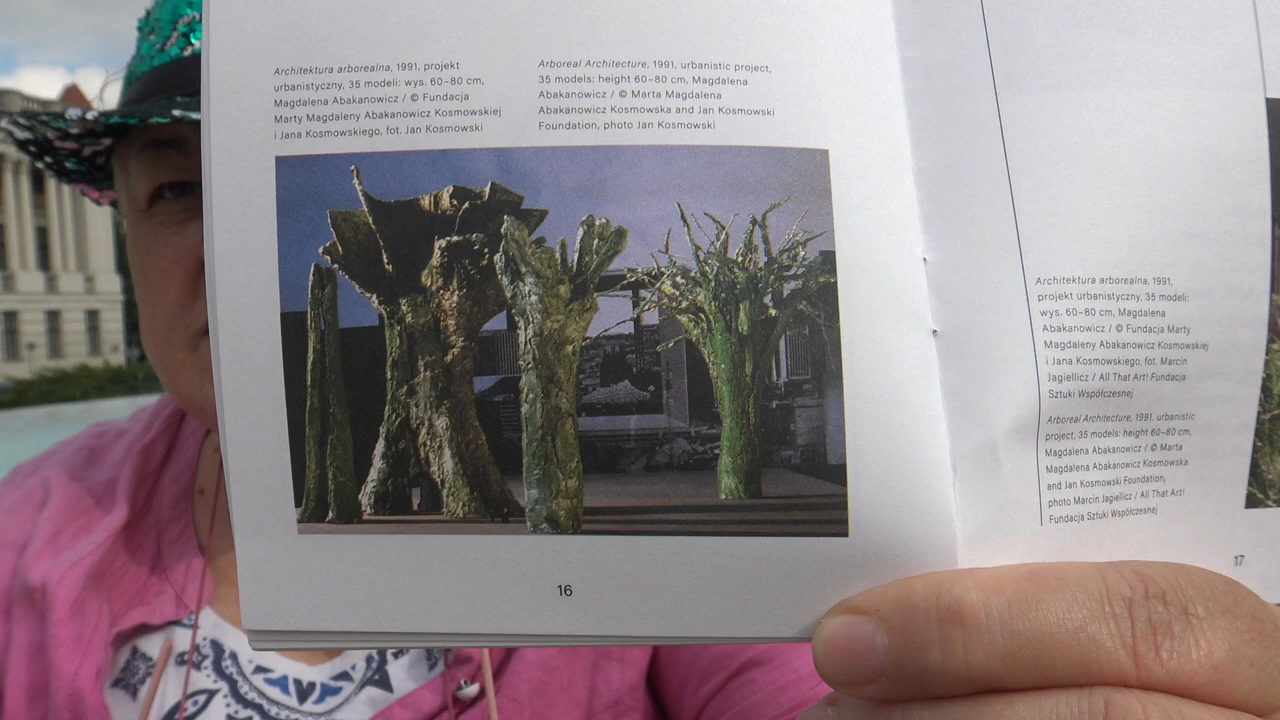 Architektura arborealna, 1991, projekt
urbanistyczny, 35 modeli: wys. 60–80 cm,
Magdalena Abakanowicz / © Fundacja
Marty Magdaleny Abakanowicz Kosmowskiej
i Jana Kosmowskiego, fot. Jan Kosmowski
Arboreal Architecture, 1991, urbanistic project,
35 models: height 60–80 cm, Magdalena
Abakanowicz / © Marta Magdalena
Abakanowicz Kosmowska and Jan Kosmowski
Foundation, photo Jan Kosmowski
16
Architektura arborealna, 1991,
projekt urbanistyczny, 35 modeli:
wys. 60–80 cm, Magdalena
Abakanowicz / © Fundacja Marty
Magdaleny Abakanowicz Kosmowskiej
i Jana Kosmowskiego, fot. Marcin
Jagiellicz / All That Art! Fundacja
Sztuki Współczesnej
Arboreal Architecture, 1991, urbanistic
project, 35 models: height 60–80 cm,
Magdalena Abakanowicz / © Marta
Magdalena Abakanowicz Kosmowska
and Jan Kosmowski Foundation,
photo Marcin Jagiellicz / All That Art!
Fundacja Sztuki Współczesnej
17